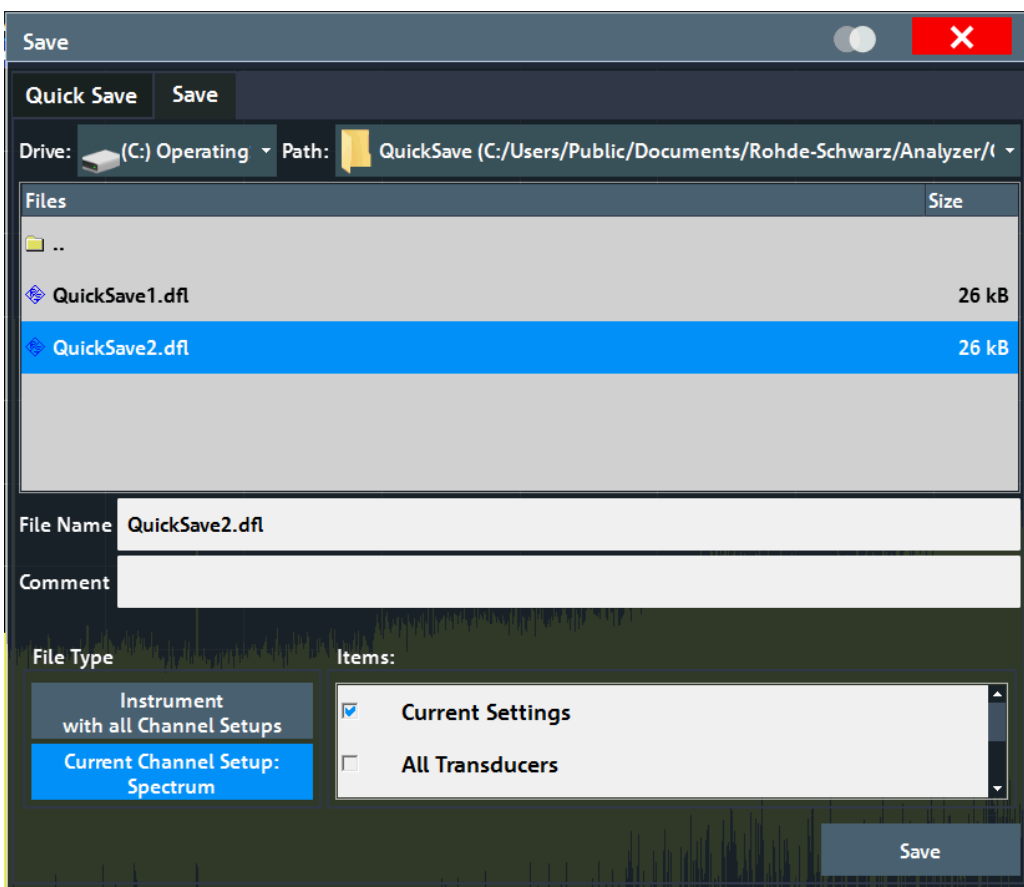 Save
Quick Save Save
Drive: (C:) Operating Path: QuickSave (C:/Users/Public/Documents/Rohde-Schwarz/Analyzer/(
Files Size
..
QuickSave1.dfl 26 kB
QuickSave2.dfl 26 kB
File Name QuickSave2.dfl
Comment
File Type Items:
Instrument
with all Channel Setups
Current Channel Setup:
Spectrum
Current Settings
All Transducers
Save